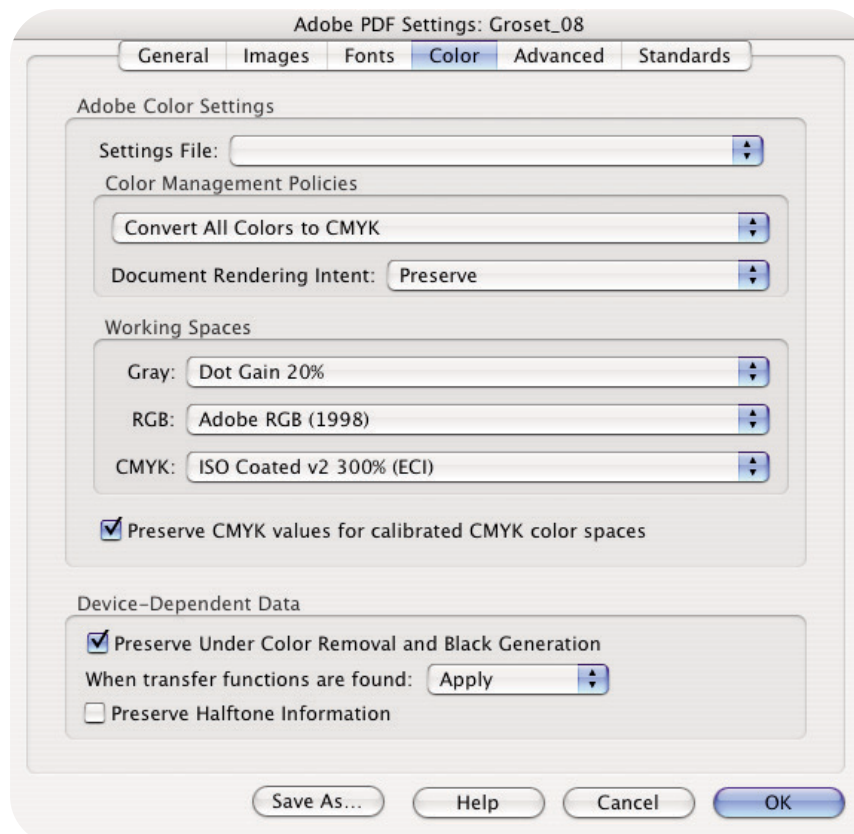 Adobe PDF Settings: Groset_08
General Images Fonts Color Advanced Standards
Adobe Color Settings
Settings File:
Color Management Policies
Convert All Colors to CMYK
Document Rendering Intent: Preserve
Working Spaces
Gray: Dot Gain 20%
RGB: Adobe RGB (1998)
CMYK: ISO Coated v2 300% (ECI)
Preserve CMYK values for calibrated CMYK color spaces
Device-Dependent Data
Preserve Under Color Removal and Black Generation
When transfer functions are found: Apply
Preserve Halftone Information
Save As... Help Cancel OK